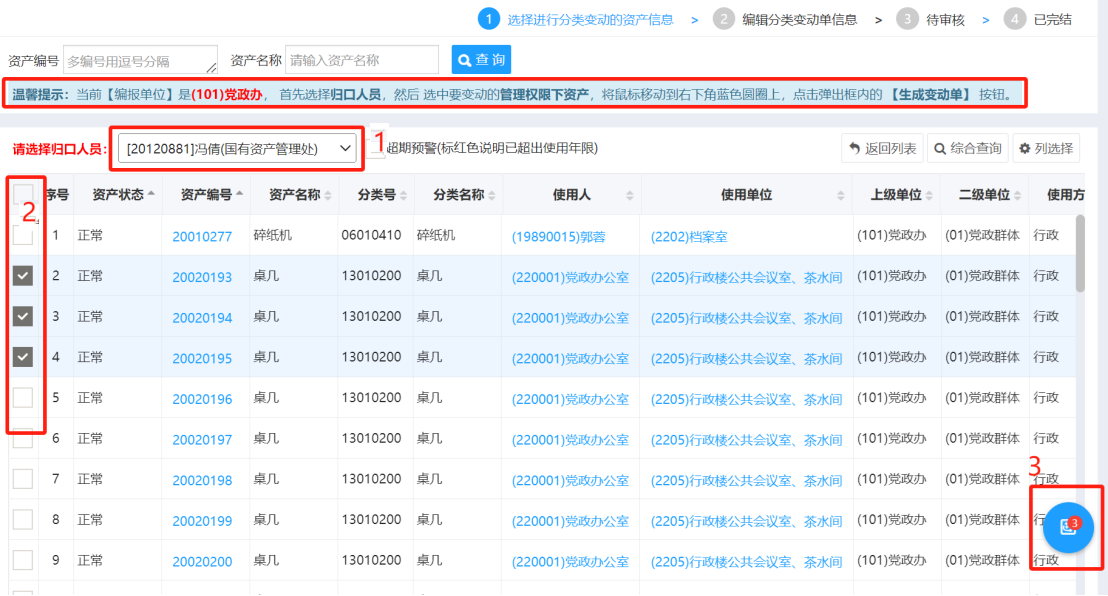 1 选择进行分类变动的资产信息 > 2 编辑分类变动单信息 > 3 待审核 > 4 已完结
资产编号 多编号用逗号分隔 资产名称 请输入资产名称 查 询
温馨提示：当前【编报单位】是(101)党政办， 首先选择归口人员，然后 选中要变动的管理权限下资产，将鼠标移动到右下角蓝色圆圈上，点击弹出框内的 【生成变动单】 按钮。
请选择归口人员: [20120881]冯倩(国有资产管理处) 1 超期预警(标红色说明已超出使用年限) 返回列表 综合查询 列选择
2 序号 资产状态 资产编号 资产名称 分类号 分类名称 使用人 使用单位 上级单位 二级单位 使用方
1 正常 20010277 碎纸机 06010410 碎纸机 (19890015)郭蓉 (2202)档案室 (101)党政办 (01)党政群体 行政
2 正常 20020193 桌几 13010200 桌几 (220001)党政办公室 (2205)行政楼公共会议室、茶水间 (101)党政办 (01)党政群体 行政
3 正常 20020194 桌几 13010200 桌几 (220001)党政办公室 (2205)行政楼公共会议室、茶水间 (101)党政办 (01)党政群体 行政
4 正常 20020195 桌几 13010200 桌几 (220001)党政办公室 (2205)行政楼公共会议室、茶水间 (101)党政办 (01)党政群体 行政
5 正常 20020196 桌几 13010200 桌几 (220001)党政办公室 (2205)行政楼公共会议室、茶水间 (101)党政办 (01)党政群体 行政
6 正常 20020197 桌几 13010200 桌几 (220001)党政办公室 (2205)行政楼公共会议室、茶水间 (101)党政办 (01)党政群体 行政
3
7 正常 20020198 桌几 13010200 桌几 (220001)党政办公室 (2205)行政楼公共会议室、茶水间 (101)党政办 (01)党政群体 行政
8 正常 20020199 桌几 13010200 桌几 (220001)党政办公室 (2205)行政楼公共会议室、茶水间 (101)党政办 (01)党政群体 行 3
9 正常 20020200 桌几 13010200 桌几 (220001)党政办公室 (2205)行政楼公共会议室、茶水间 (101)党政办 (01)党政群体 行政